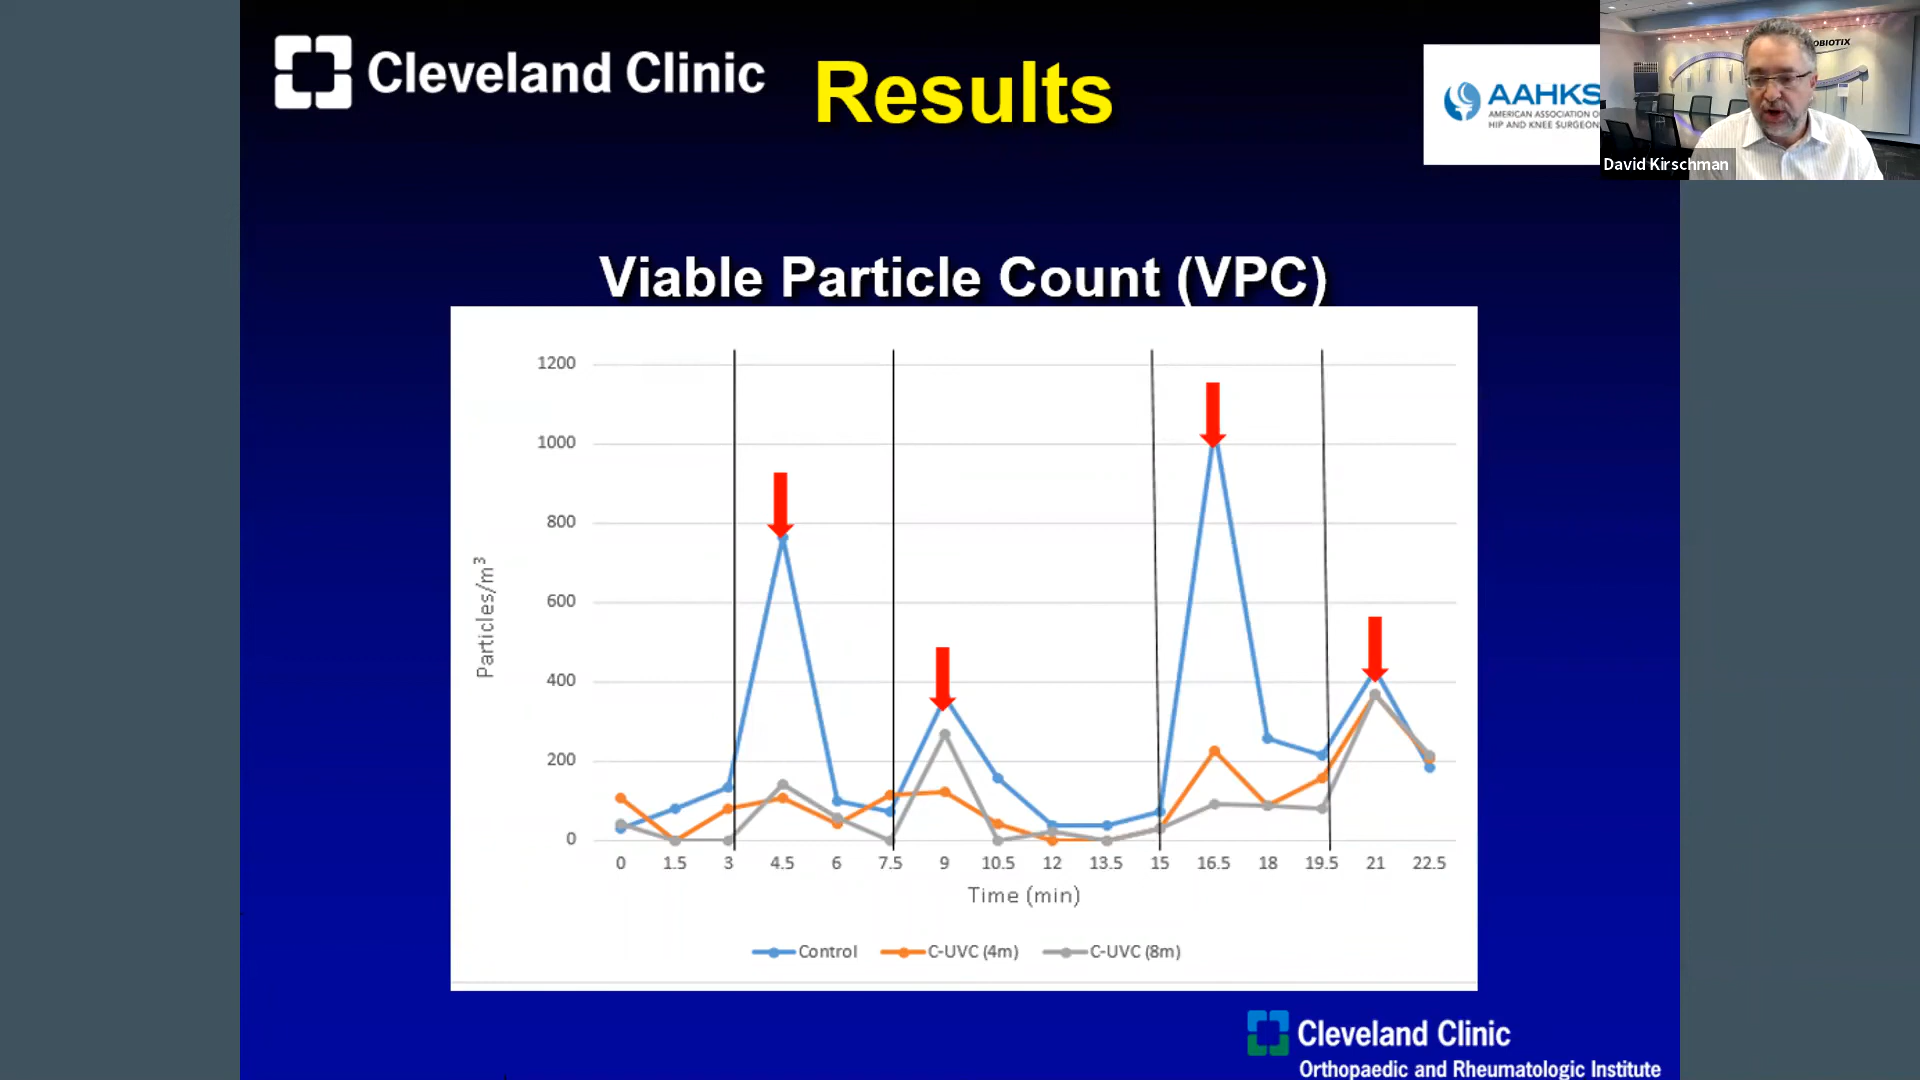 Cleveland Clinic
Results
AAHKS
AMERICAN ASSOCIATION O
HIP AND KNEE SURGEON
OBIOTIX
David Kirschman
Viable Particle Count (VPC)
1200
1000
800
600
400
200
0
Particles/m³
0 1.5 3 4.5 6 7.5 9 10.5 12 13.5 15 16.5 18 19.5 21 22.5
Time (min)
Control C-UVC (4m) C-UVC (8m)
Cleveland Clinic
Orthopaedic and Rheumatologic Institute